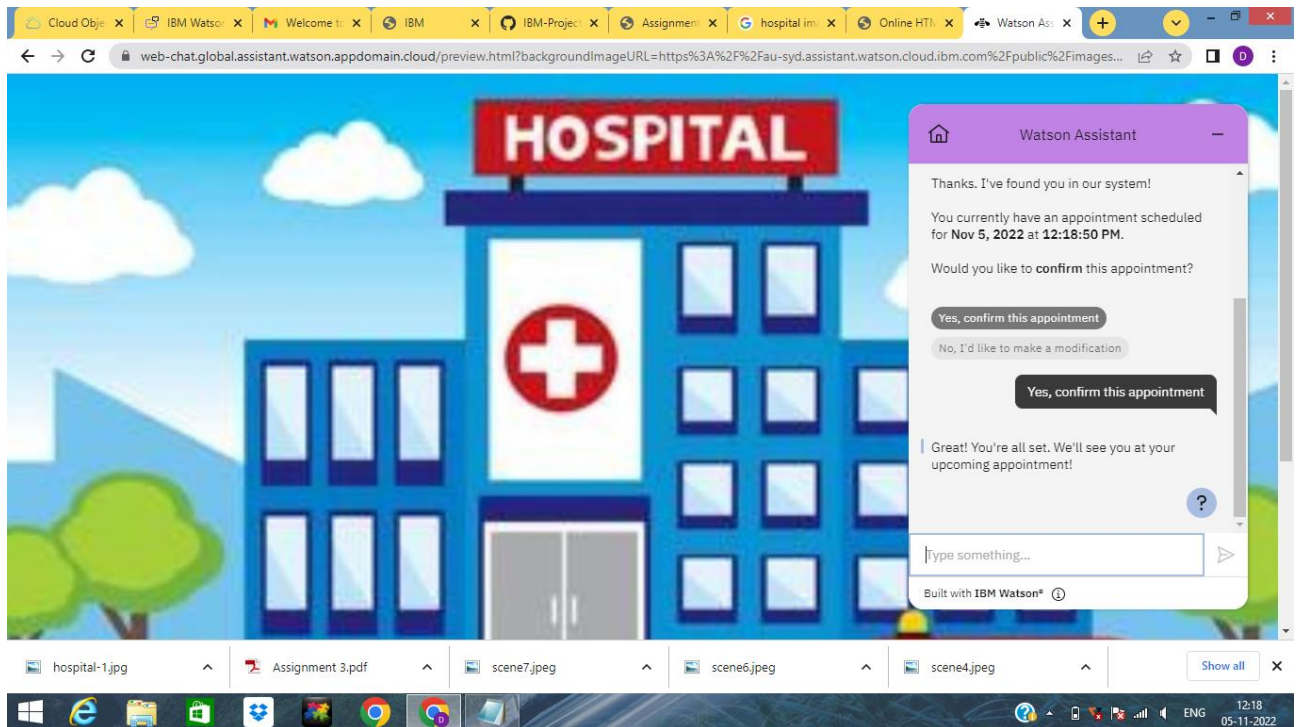 Cloud Obje
IBM Watson
Welcome to
IBM
IBM-Project
Assignment
hospital im
Online HTM
Watson Ass
web-chat.global.assistant.watson.appdomain.cloud/preview.html?backgroundImageURL=https%3A%2F%2Fau-syd.assistant.watson.cloud.ibm.com%2Fpublic%2Fimages...
D
HOSPITAL
Watson Assistant
Thanks. I've found you in our system!
You currently have an appointment scheduled
for Nov 5, 2022 at 12:18:50 PM.
Would you like to confirm this appointment?
Yes, confirm this appointment
No, I'd like to make a modification
Yes, confirm this appointment
Great! You're all set. We'll see you at your
upcoming appointment!
?
Type something...
Built with IBM Watson®
hospital-1.jpg
Assignment 3.pdf
scene7.jpeg
scene6.jpeg
scene4.jpeg
Show all
ENG
12:18
05-11-2022